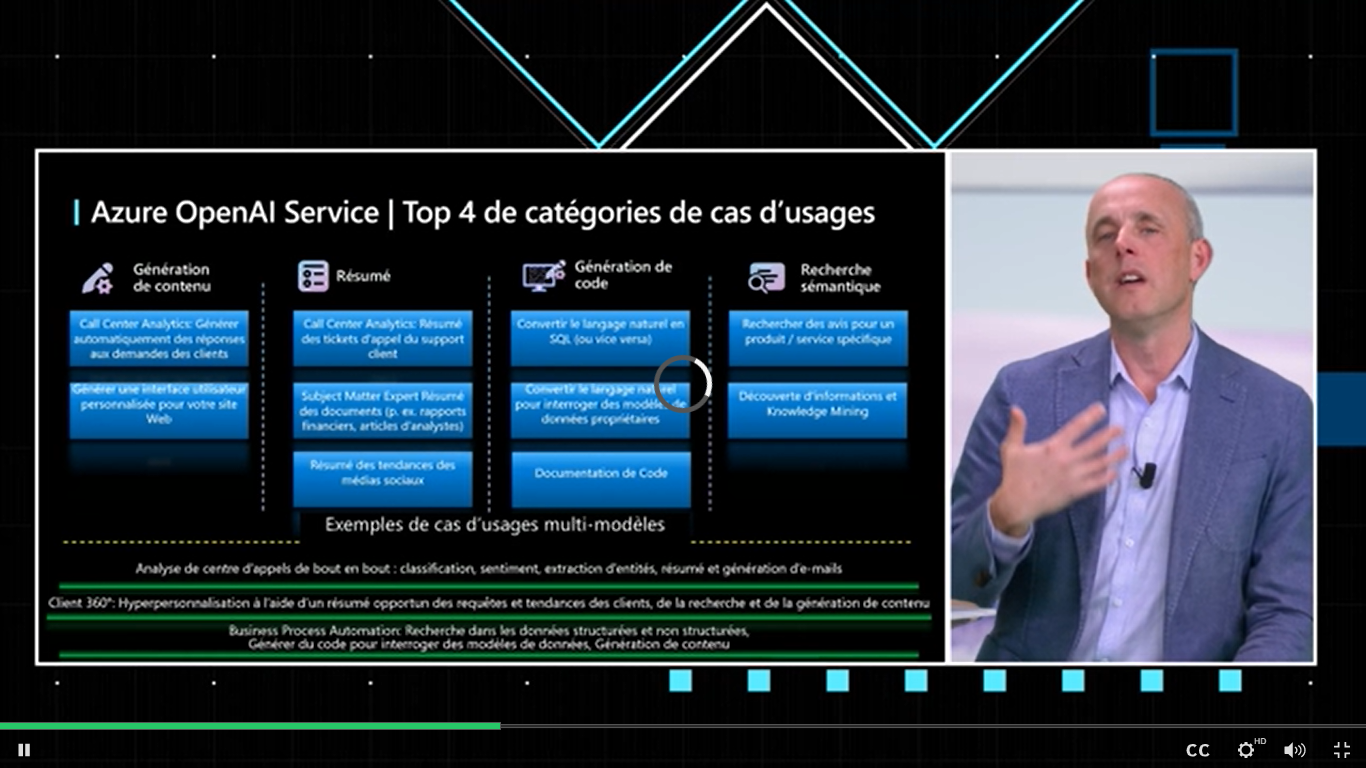 Azure OpenAI Service | Top 4 de catégories de cas d'usages
Génération
de contenu
Call Center Analytics: Générer
automatiquement des réponses
aux demandes des clients
Générer une interface utilisateur
personnalisée pour votre site
Web
Résumé
Call Center Analytics: Résumé
des tickets d'appel du support
client
Subject Matter Expert Résumé
des documents (p. ex. rapports
financiers, articles d'analystes)
Résumé des tendances des
médias sociaux
Génération de
code
Convertir le langage naturel en
SQL (ou vice versa)
Convertir le langage naturel
pour interroger des modèles de
données propriétaires
Documentation de Code
Recherche
sémantique
Rechercher des avis pour un
produit / service spécifique
Découverte d'informations et
Knowledge Mining
Exemples de cas d'usages multi-modèles
Analyse de centre d'appels de bout en bout : classification, sentiment, extraction d'entités, résumé et génération d'e-mails
Client 360°: Hyperpersonnalisation à l'aide d'un résumé opportun des requêtes et tendances des clients, de la recherche et de la génération de contenu
Business Process Automation: Recherche dans les données structurées et non structurées,
Générer du code pour interroger des modèles de données, Génération de contenu
CC
HD